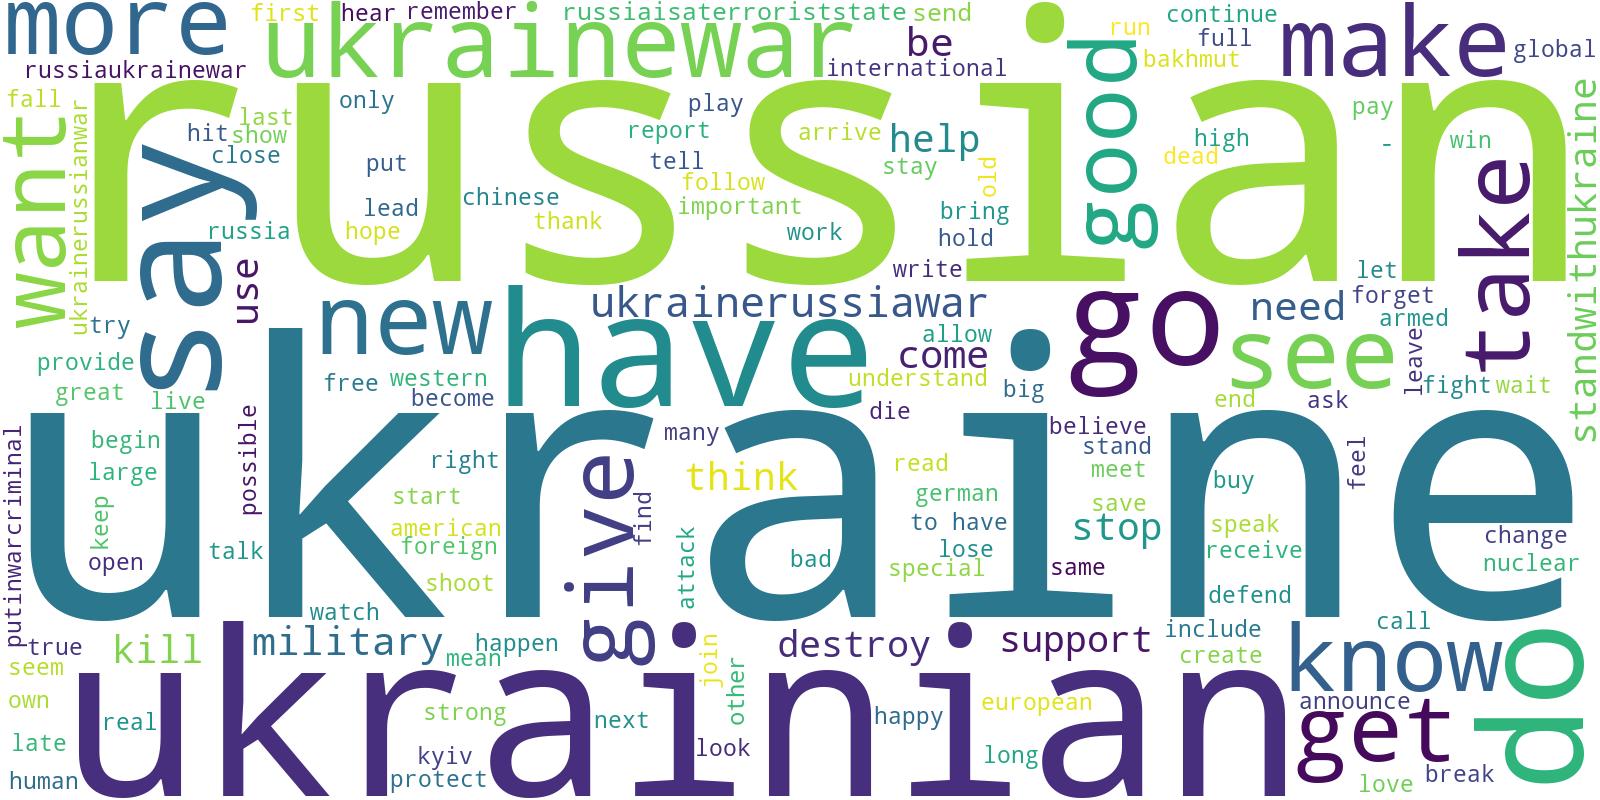 more
first
hear
remember
russiaisaterroriststate
send
run
continue
full
make
global
ukrainewar
be
international
bakhmut
russiaukrainewar
fall
want
ukrainerussianwar
russian
only
last
hit
show
close
put
play
report
tell
arrive
help
stay
good
high
dead
pay
-
win
take
standwithukraine
say
russia
lead
hope
chinese
follow
important
thank
work
old
bring
hold
write
use
let
forget
armed
try
new
have
ukrainerussiawar
allow
come
go
need
see
leave
provide
great
live
free
western
become
understand
big
die
end
ask
fight
wait
ukraine
putinwarcriminal
begin
large
keep
open
possible
talk
right
start
american
foreign
shoot
watch
many
give
find
think
attack
read
german
to have
lose
bad
special
believe
stand
meet
save
stop
same
buy
speak
receive
defend
feel
change
nuclear
true
seem
own
late
human
kill
military
mean
happen
join
other
destroy
support
include
create
call
know
do
ukrainian
real
strong
kyiv
protect
next
look
happy
european
long
announce
get
break
love